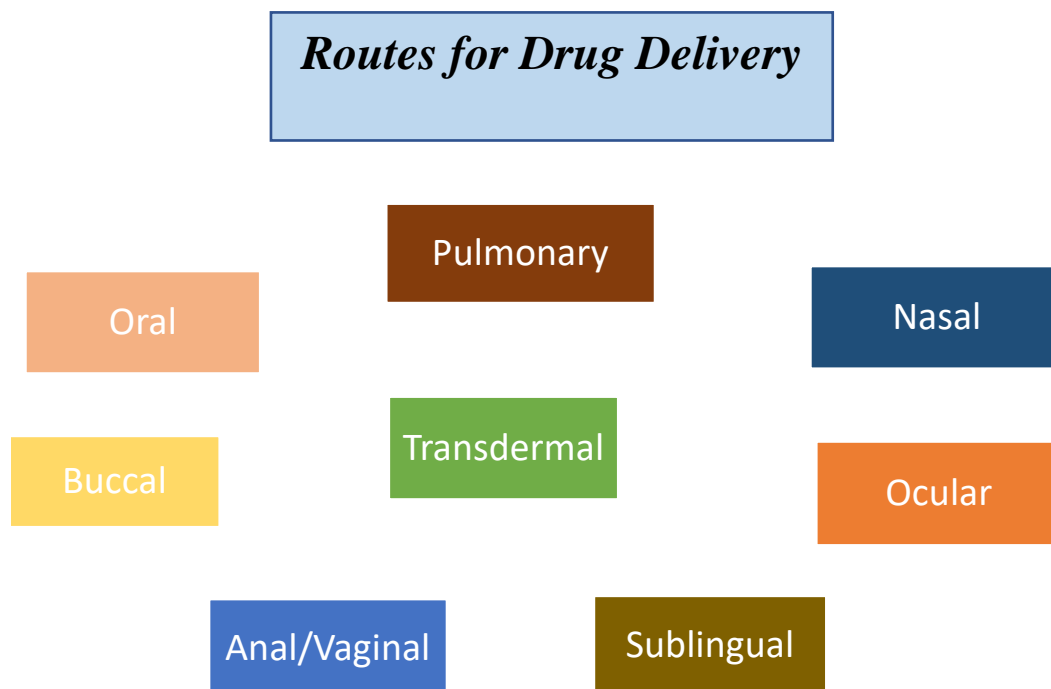 Routes for Drug Delivery
Pulmonary
Oral
Nasal
Transdermal
Buccal
Ocular
Anal/Vaginal
Sublingual